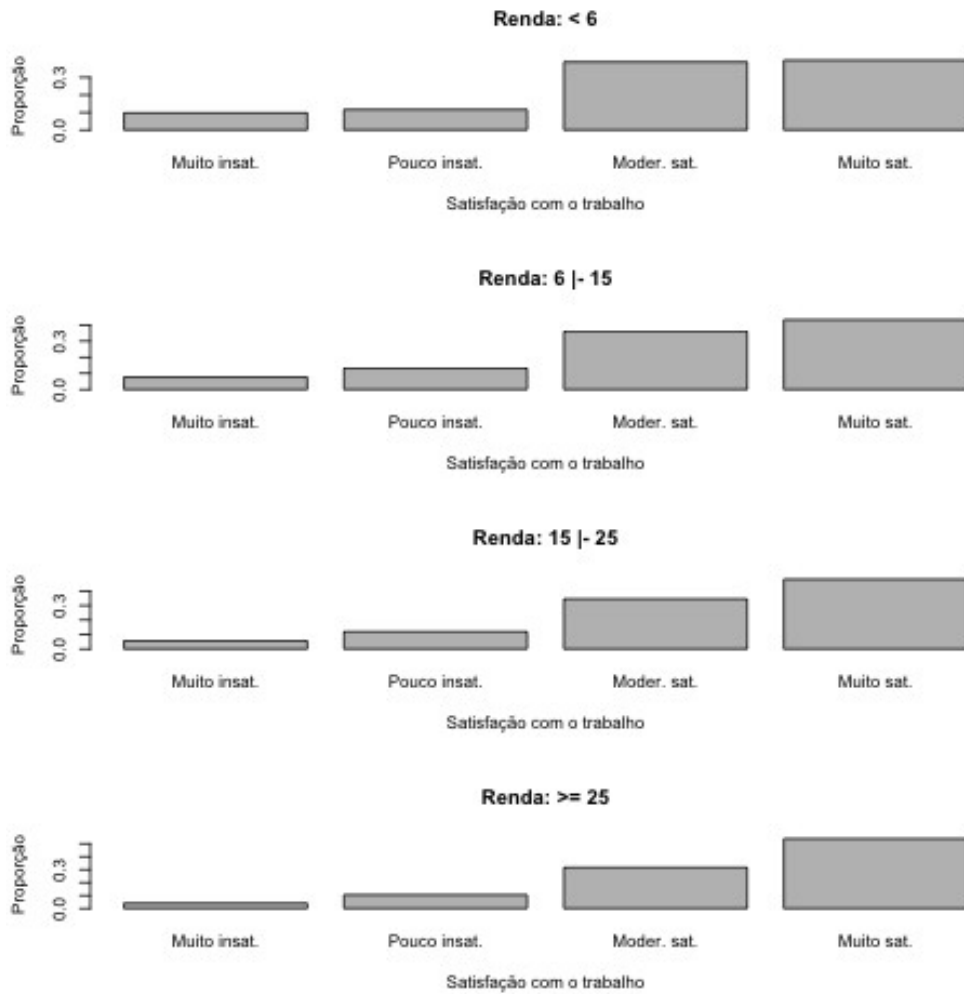 Renda: < 6
Proporção
0.3
0.0
Muito insat. Pouco insat. Moder. sat. Muito sat.
Satisfação com o trabalho
Renda: 6 |- 15
Proporção
0.3
0.0
Muito insat. Pouco insat. Moder. sat. Muito sat.
Satisfação com o trabalho
Renda: 15 |- 25
Proporção
0.3
0.0
Muito insat. Pouco insat. Moder. sat. Muito sat.
Satisfação com o trabalho
Renda: >= 25
Proporção
0.3
0.0
Muito insat. Pouco insat. Moder. sat. Muito sat.
Satisfação com o trabalho